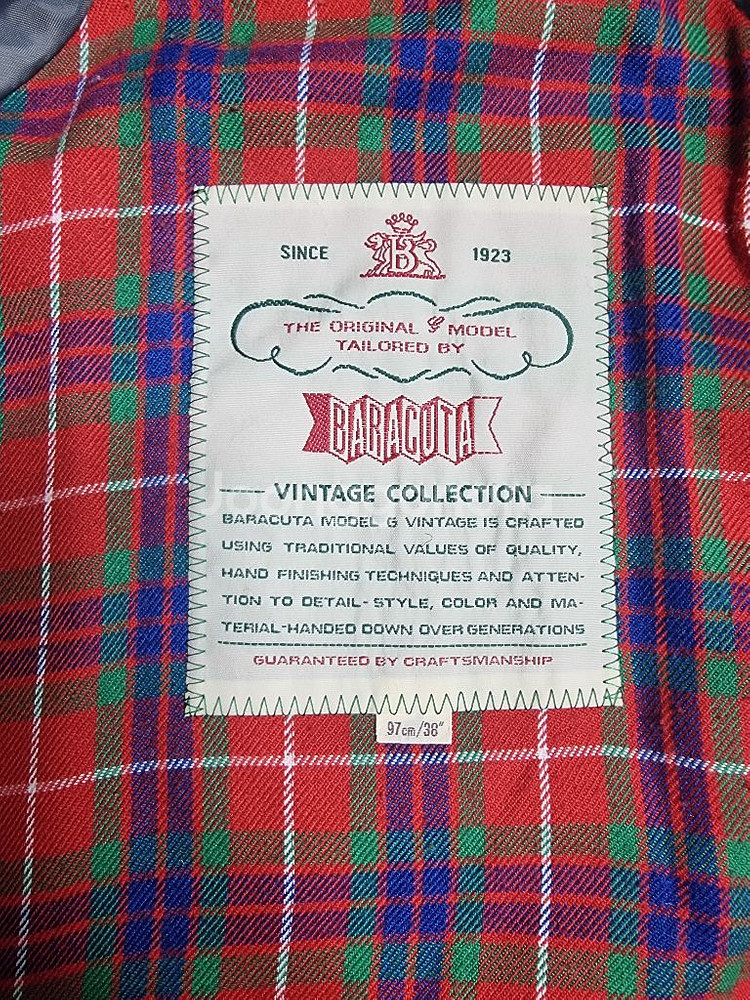 SINCE B 1923
THE ORIGINAL G MODEL
TAILORED BY
BARACUTA
VINTAGE COLLECTION
BARACUTA MODEL G VINTAGE IS CRAFTED
USING TRADITIONAL VALUES OF QUALITY,
HAND FINISHING TECHNIQUES AND ATTEN-
TION TO DETAIL- STYLE, COLOR AND MA-
TERIAL-HANDED DOWN OVER GENERATIONS
GUARANTEED BY CRAFTSMANSHIP
97cm/38"